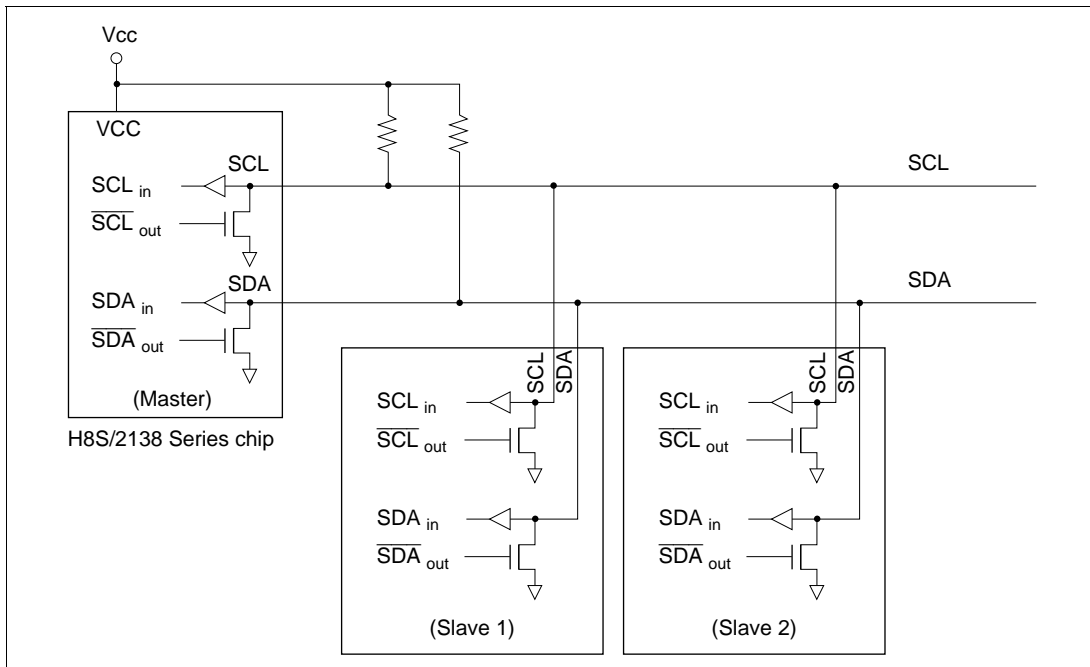 Vcc
VCC
SCL
SCL in
SCL out
SDA
SDA in
SDA out
(Master)
H8S/2138 Series chip
SCL
SDA
SCL
SDA
SCL in
SCL out
SDA in
SDA out
(Slave 1)
SCL
SDA
SCL in
SCL out
SDA in
SDA out
(Slave 2)